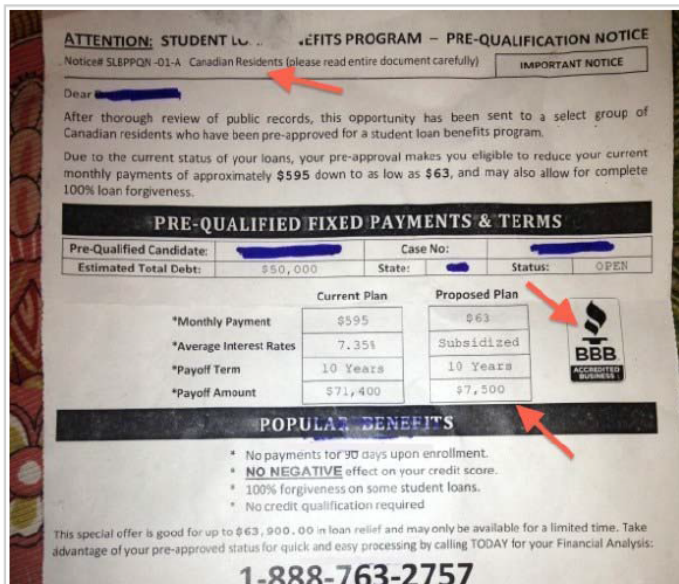 ATTENTION: STUDENT EFITS PROGRAM – PRE-QUALIFICATION NOTICE
Notice# SLBPPQN -01-A Canadian Residents (please read entire document carefully) IMPORTANT NOTICE
Dear
After thorough review of public records, this opportunity has been sent to a select group of
Canadian residents who have been pre-approved for a student loan benefits program.
Due to the current status of your loans, your pre-approval makes you eligible to reduce your current
monthly payments of approximately $595 down to as low as $63, and may also allow for complete
100% loan forgiveness.
PRE-QUALIFIED FIXED PAYMENTS & TERMS
Pre-Qualified Candidate: Case No:
Estimated Total Debt: $50,000 State: Status: OPEN
Current Plan Proposed Plan
*Monthly Payment $595 $63
*Average Interest Rates 7.35% Subsidized
*Payoff Term 10 Years 10 Years
*Payoff Amount $71,400 $7,500
BBB
ACCREDITED
BUSINESS
POPULAR BENEFITS
* No payments for 90 days upon enrollment.
* NO NEGATIVE effect on your credit score.
* 100% forgiveness on some student loans.
* No credit qualification required
This special offer is good for up to $63,900.00 in loan relief and may only be available for a limited time. Take
advantage of your pre-approved status for quick and easy processing by calling TODAY for your Financial Analysis:
1-888-763-2757